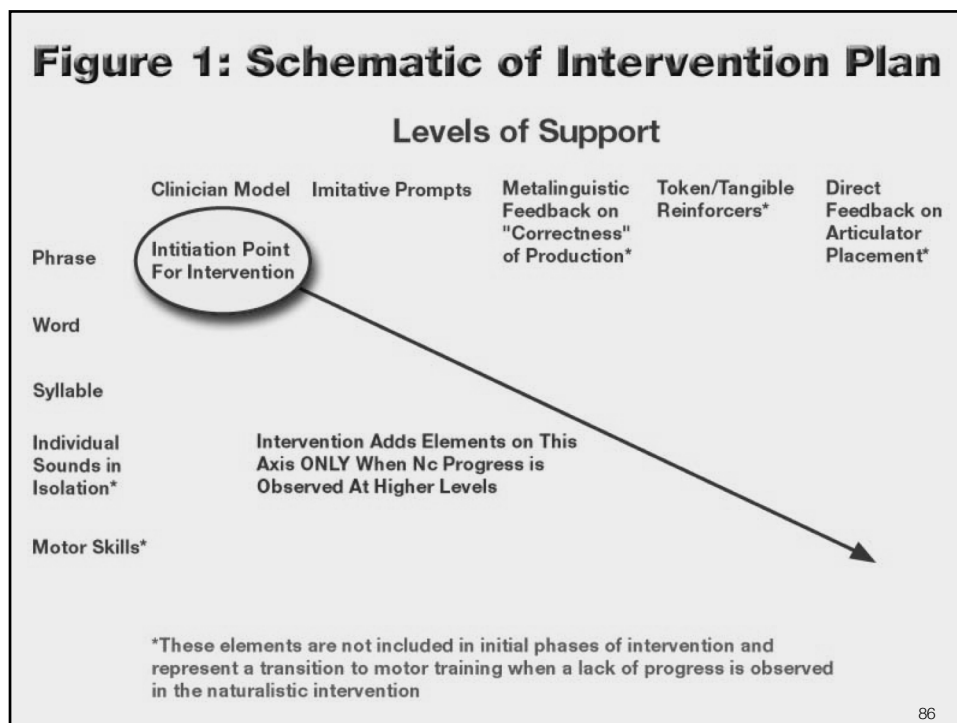 Figure 1: Schematic of Intervention Plan
Levels of Support
Clinician Model
Imitative Prompts
Metalinguistic
Feedback on
"Correctness"
of Production*
Token/Tangible
Reinforcers*
Direct
Feedback on
Articulator
Placement*
Phrase
Intitiation Point
For Intervention
Word
Syllable
Individual
Sounds in
Isolation*
Intervention Adds Elements on This
Axis ONLY When Nc Progress is
Observed At Higher Levels
Motor Skills*
*These elements are not included in initial phases of intervention and
represent a transition to motor training when a lack of progress is observed
in the naturalistic intervention
86